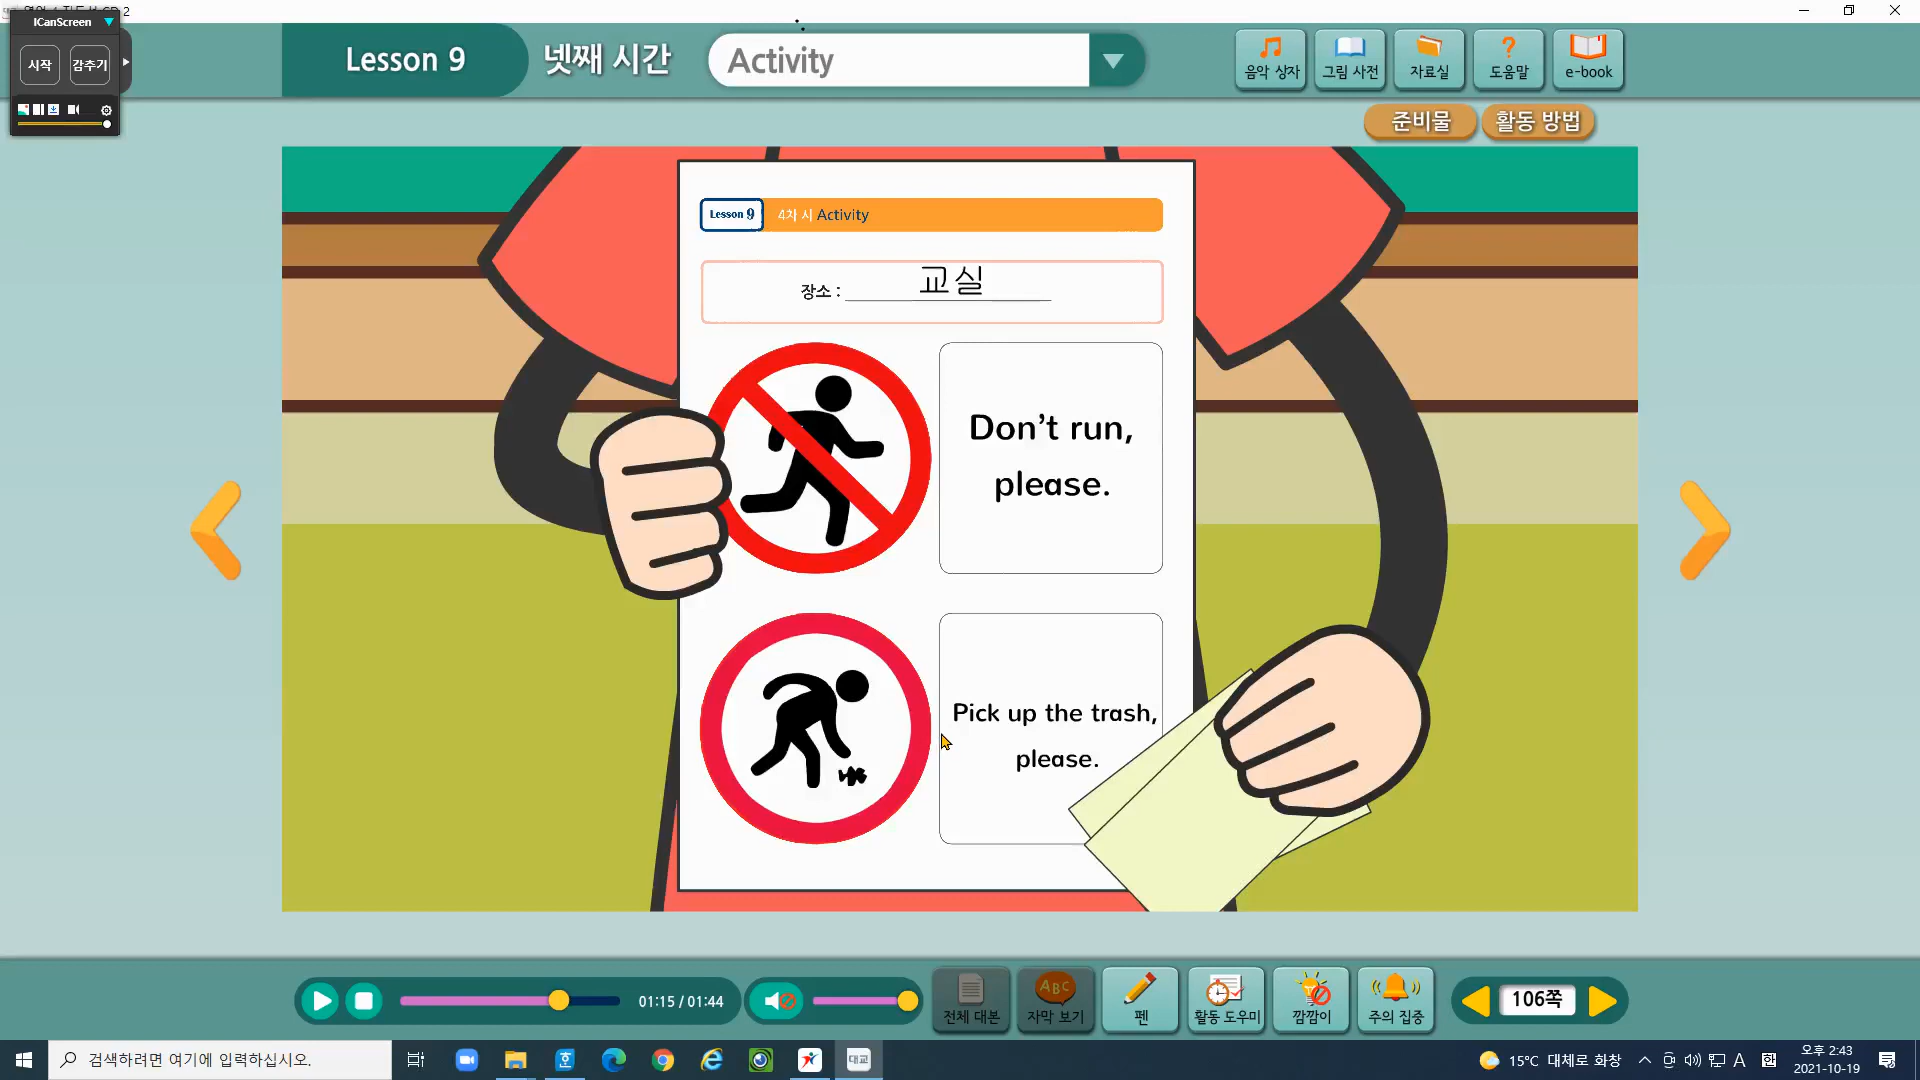 ICanScreen
시작
감추기
Lesson 9
넷째 시간
Activity
음악 상자
그림 사전
자료실
도움말
e-book
준비물
활동 방법
Lesson 9
4차 시 Activity
장소 : 교실
Don't run,
please.
Pick up the trash,
please.
01:15 / 01:44
전체 대본
ABC
자막 보기
펜
활동 도우미
깜깜이
주의 집중
106쪽
검색하려면 여기에 입력하십시오.
호
대교
15°C 대체로 화창
A
한
오후 2:43
2021-10-19